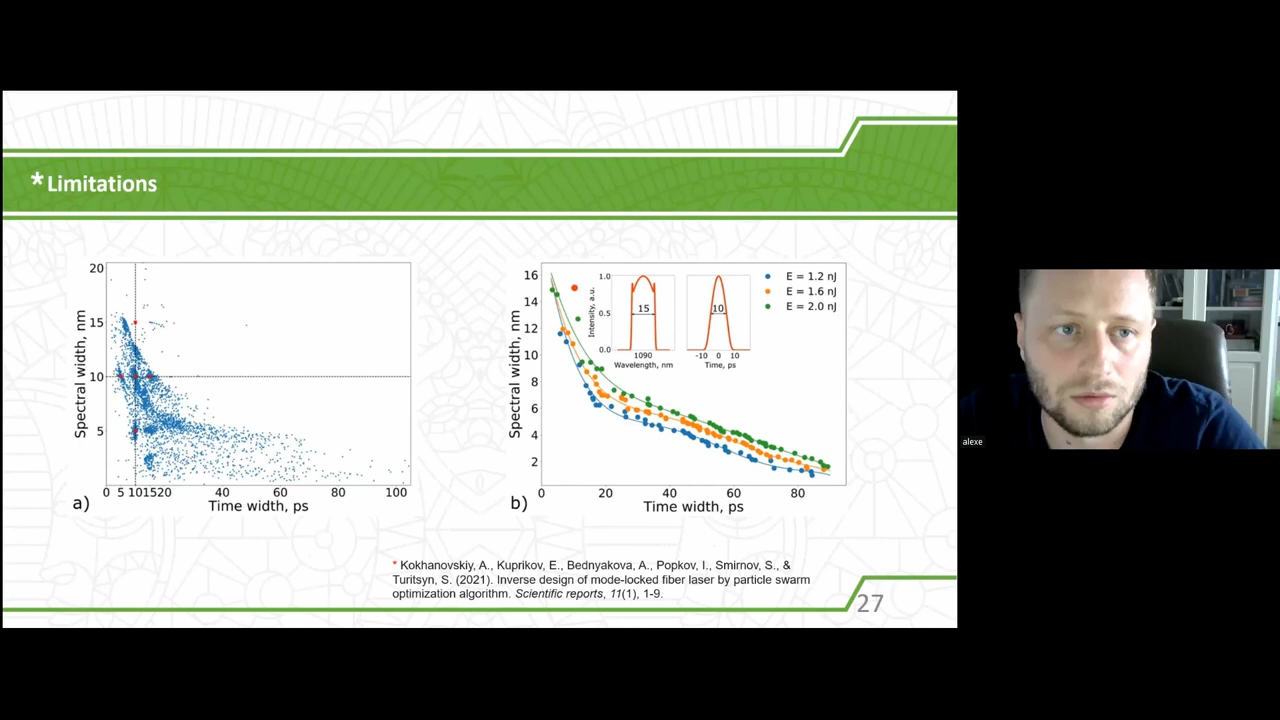 *Limitations
20
15
10
5
Spectral width, nm
0 5 10 15 20 40 60 80 100
Time width, ps
a)
16
14
12
10
8
6
4
2
Spectral width, nm
0 20 40 60 80
Time width, ps
b)
1.0
0.5
0.0
Intensity, a.u.
15
1090
Wavelength, nm
10
-10 0 10
Time, ps
E = 1.2 nJ
E = 1.6 nJ
E = 2.0 nJ
* Kokhanovskiy, A., Kuprikov, E., Bednyakova, A., Popkov, I., Smirnov, S., &
Turitsyn, S. (2021). Inverse design of mode-locked fiber laser by particle swarm
optimization algorithm. Scientific reports, 11(1), 1-9.
27
alexe